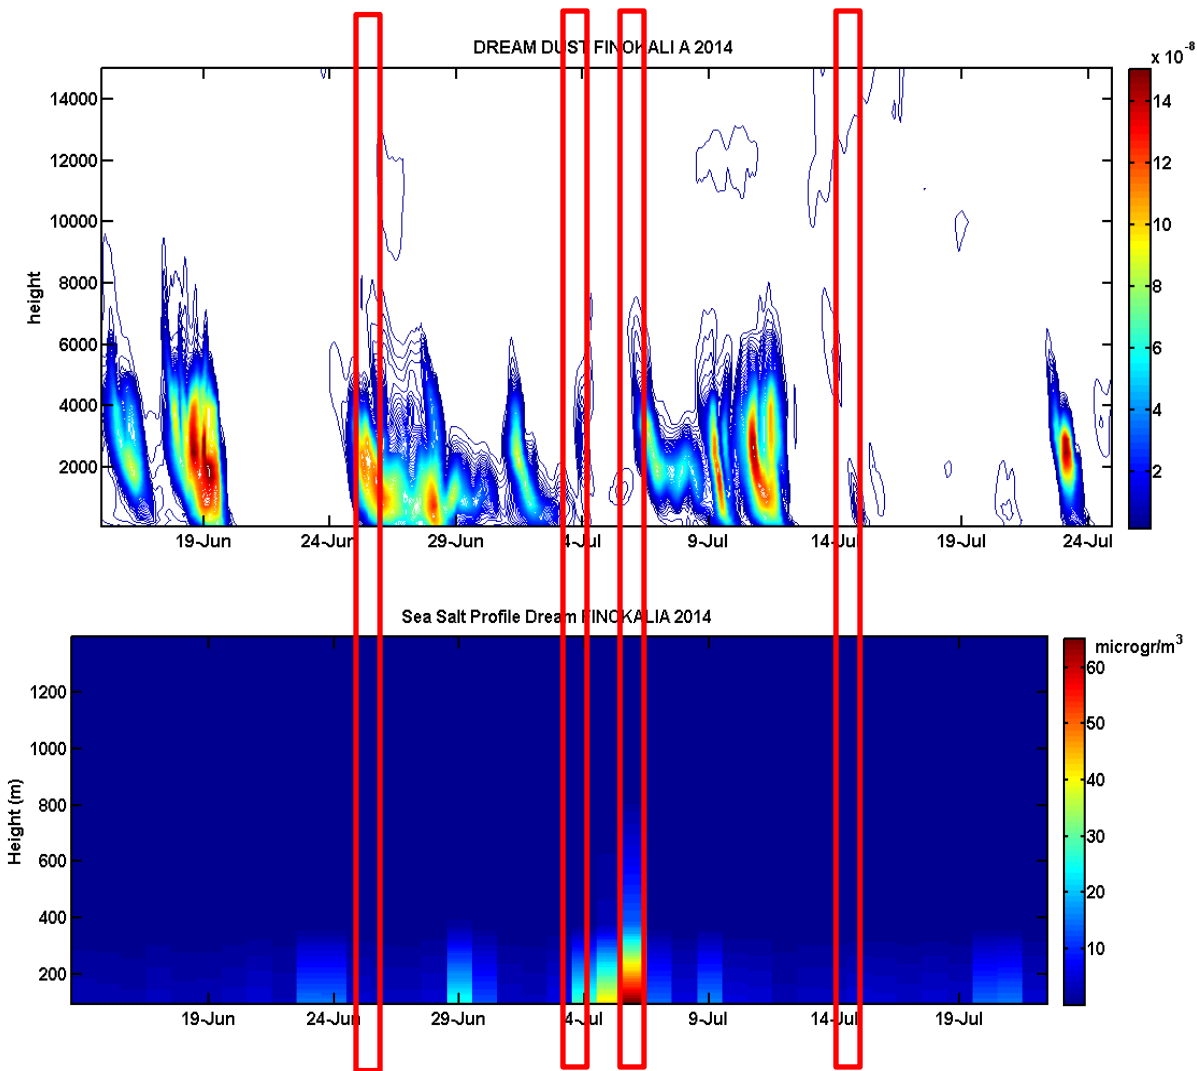 DREAM DUST FINOKALI A 2014
x 10-8
14000
12000
10000
8000
6000
4000
2000
height
19-Jun
24-Jun
29-Jun
4-Jul
9-Jul
14-Jul
19-Jul
24-Jul
14
12
10
8
6
4
2
Sea Salt Profile Dream FINOKALIA 2014
microgr/m3
1200
1000
800
600
400
200
Height (m)
19-Jun
24-Jun
29-Jun
4-Jul
9-Jul
14-Jul
19-Jul
60
50
40
30
20
10